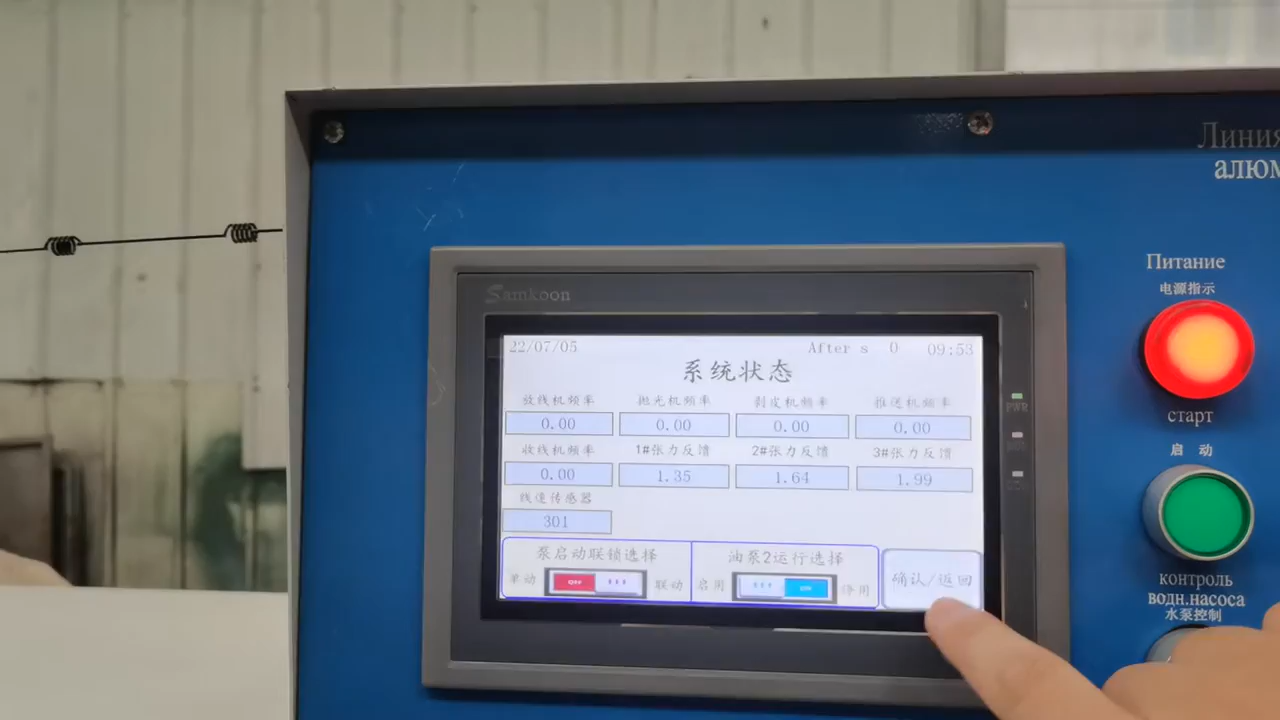 Линия
алюм
Samkoon
22/07/05 After s 0 09:53
系统状态
放线机频率 抛光机频率 剥皮机频率 推送机频率
0.00 0.00 0.00 0.00
收线机频率 1#张力反馈 2#张力反馈 3#张力反馈
0.00 1.35 1.64 1.99
线速传感器
301
泵启动联锁选择 油泵2运行选择
单动 OFF 联动 启用 ON 停用
确认/返回
PWR
Питание
电源指示
старт
启 动
контроль
водн.насоса
水泵控制